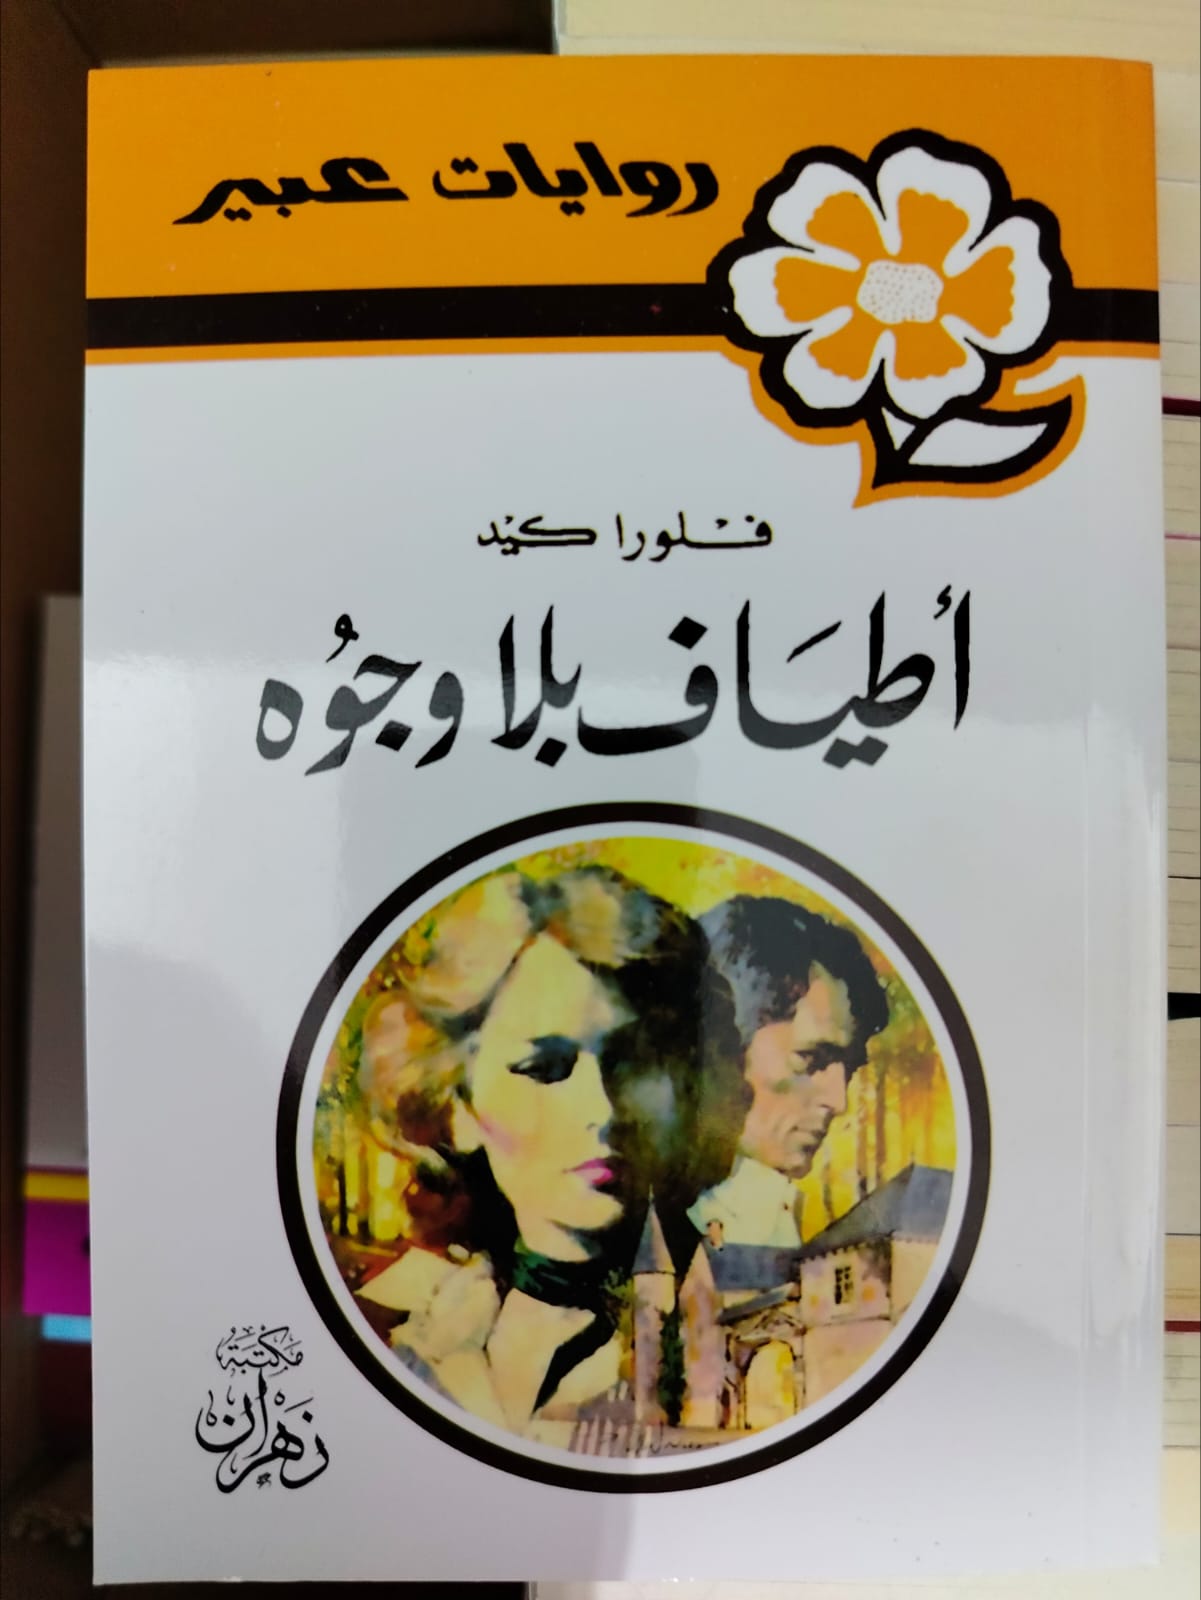 روايات عبير
فلورا كيد
أطياف بلا وجوه
مكتبة
زهران